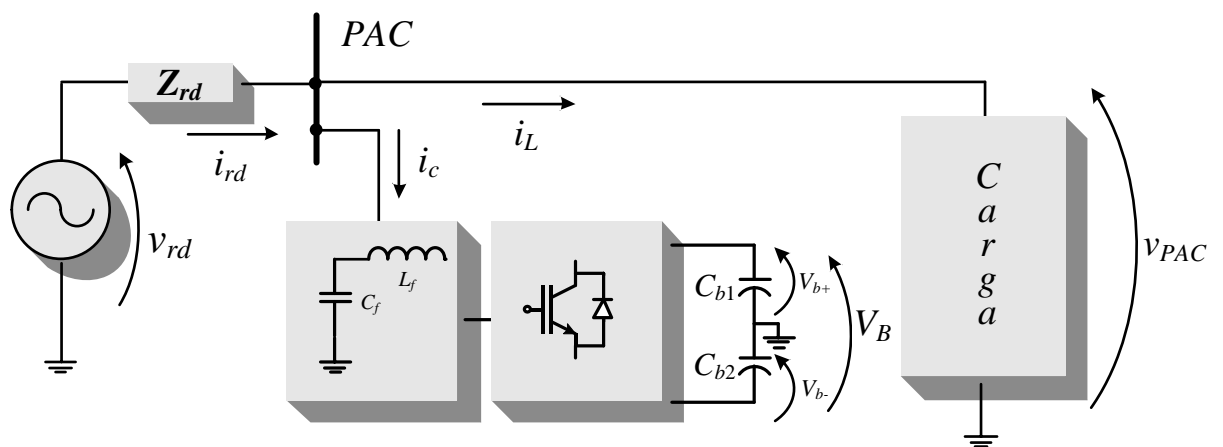 PAC
Z_rd
i_rd
i_L
i_c
v_rd
L_f
C_f
C_b1
V_b+
V_B
C_b2
V_b-
C
a
r
g
a
v_PAC